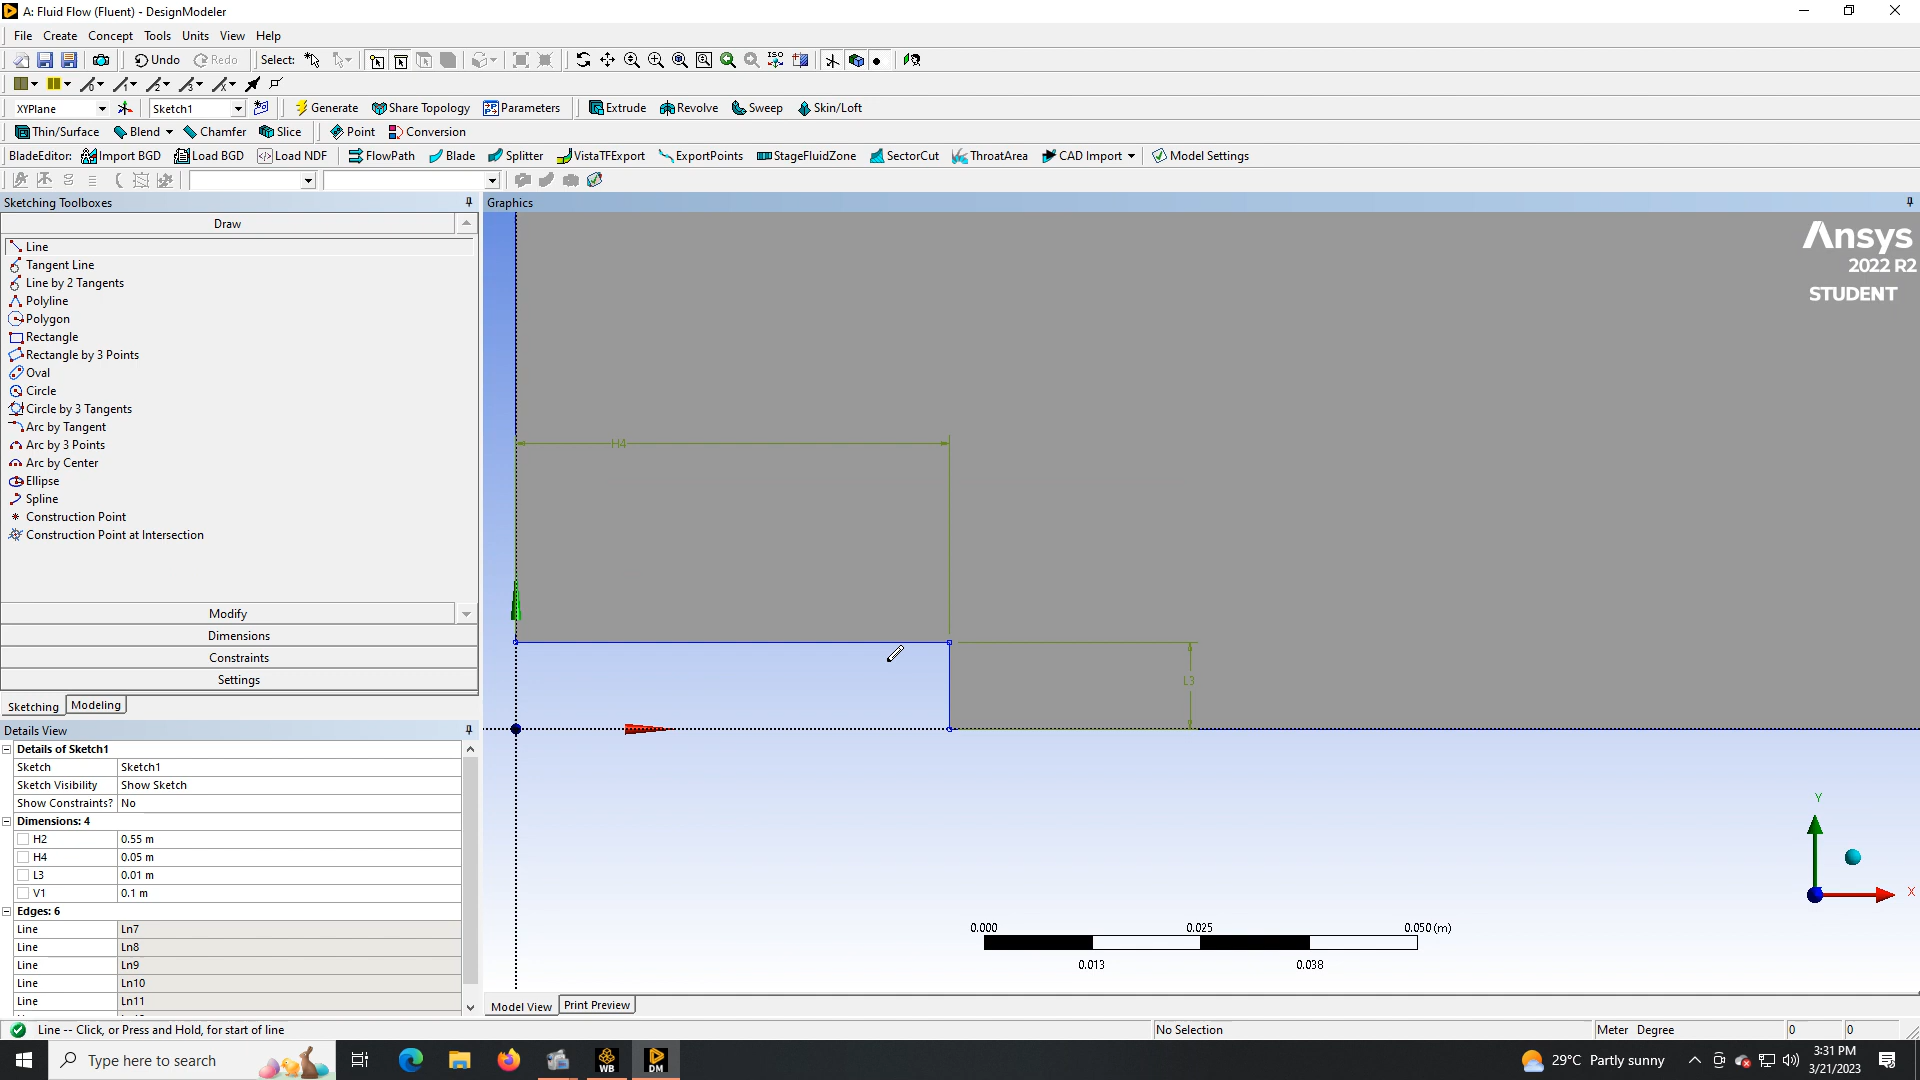 A: Fluid Flow (Fluent) - DesignModeler
File Create Concept Tools Units View Help
Undo Redo Select: ISO
XYPlane Sketch1 Generate Share Topology Parameters Extrude Revolve Sweep Skin/Loft
Thin/Surface Blend Chamfer Slice Point Conversion
BladeEditor: Import BGD Load BGD Load NDF FlowPath Blade Splitter VistaTFExport ExportPoints StageFluidZone SectorCut ThroatArea CAD Import Model Settings
Sketching Toolboxes
Draw
Line
Tangent Line
Line by 2 Tangents
Polyline
Polygon
Rectangle
Rectangle by 3 Points
Oval
Circle
Circle by 3 Tangents
Arc by Tangent
Arc by 3 Points
Arc by Center
Ellipse
Spline
Construction Point
Construction Point at Intersection
Modify
Dimensions
Constraints
Settings
Sketching Modeling
Details View
Details of Sketch1
Sketch Sketch1
Sketch Visibility Show Sketch
Show Constraints? No
Dimensions: 4
H2 0.55 m
H4 0.05 m
L3 0.01 m
V1 0.1 m
Edges: 6
Line Ln7
Line Ln8
Line Ln9
Line Ln10
Line Ln11
Graphics
Ansys
2022 R2
STUDENT
H4
L3
Y
X
0.000 0.025 0.050 (m)
0.013 0.038
Model View Print Preview
Line -- Click, or Press and Hold, for start of line No Selection Meter Degree 0 0
Type here to search WB DM 29°C Partly sunny 3:31 PM
3/21/2023